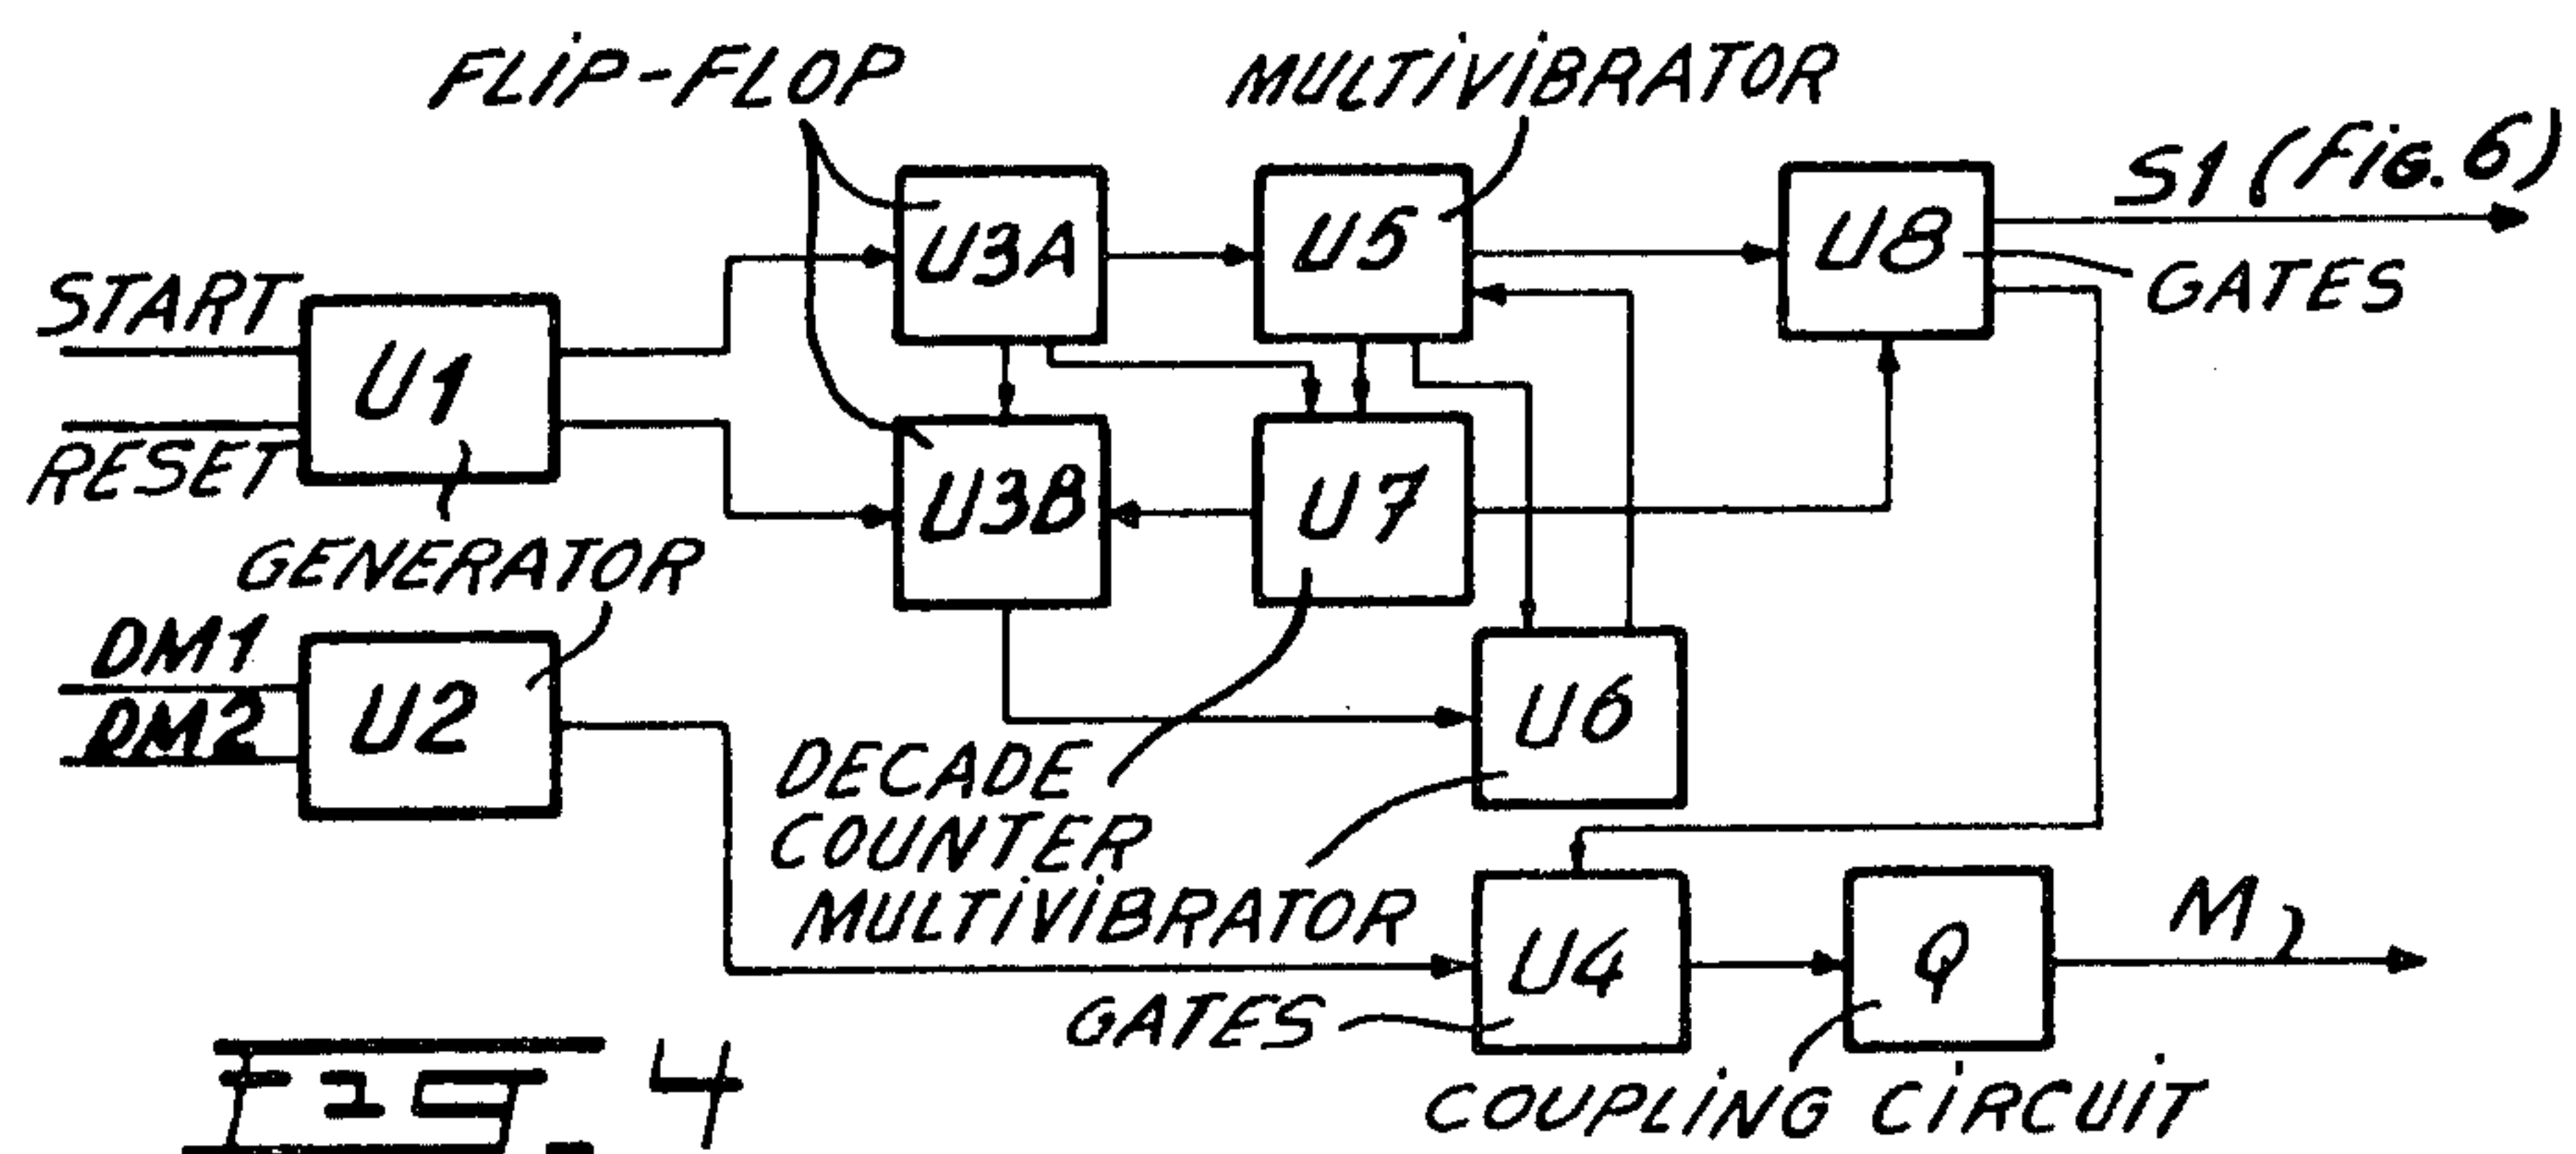 FLiP-FLOP
MULTiViBRATOR
S1 (FiG. 6)
U3A
U5
U8
GATES
START
U1
RESET
U3B
U7
GENERATOR
DM1
DM2
U2
U6
DECADE
COUNTER
MULTiViBRATOR
U4
Q
M
GATES
COUPLiNG CiRCUiT
FIG. 4